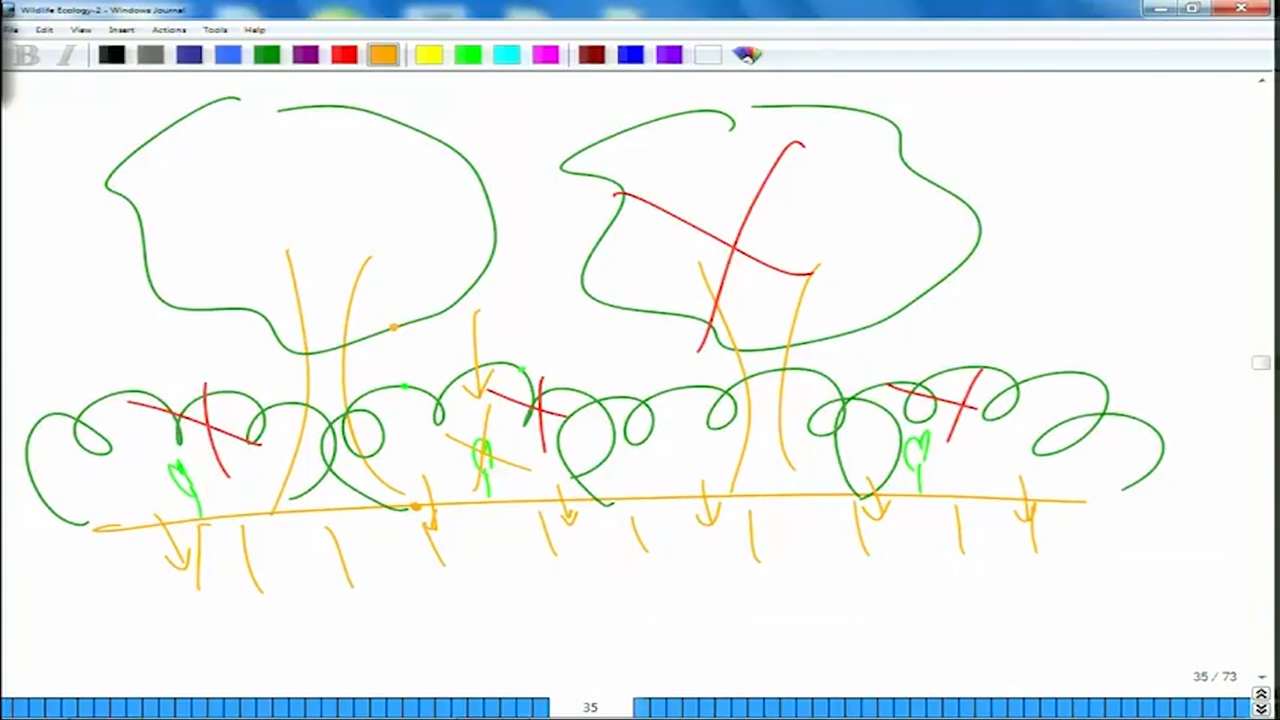 Wildlife Ecology-2 - Windows Journal
File Edit View Insert Actions Tools Help
B I
35 / 73
35